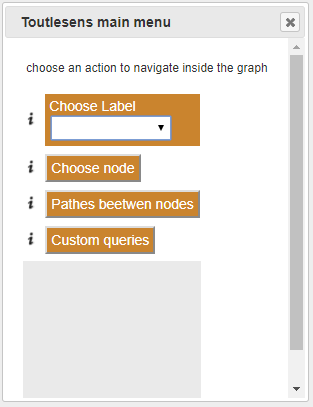 Toutlesens main menu
choose an action to navigate inside the graph
Choose Label
Choose node
Pathes beetwen nodes
Custom queries